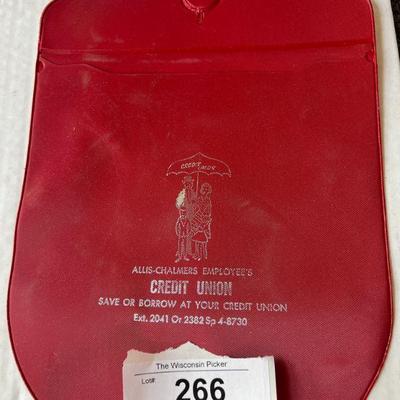 CREDIT UNION
ALLIS-CHALMERS EMPLOYEE'S
CREDIT UNION
SAVE OR BORROW AT YOUR CREDIT UNION
Ext. 2041 Or 2382 Sp 4-8730
The Wisconsin Picker
Lot#:
266